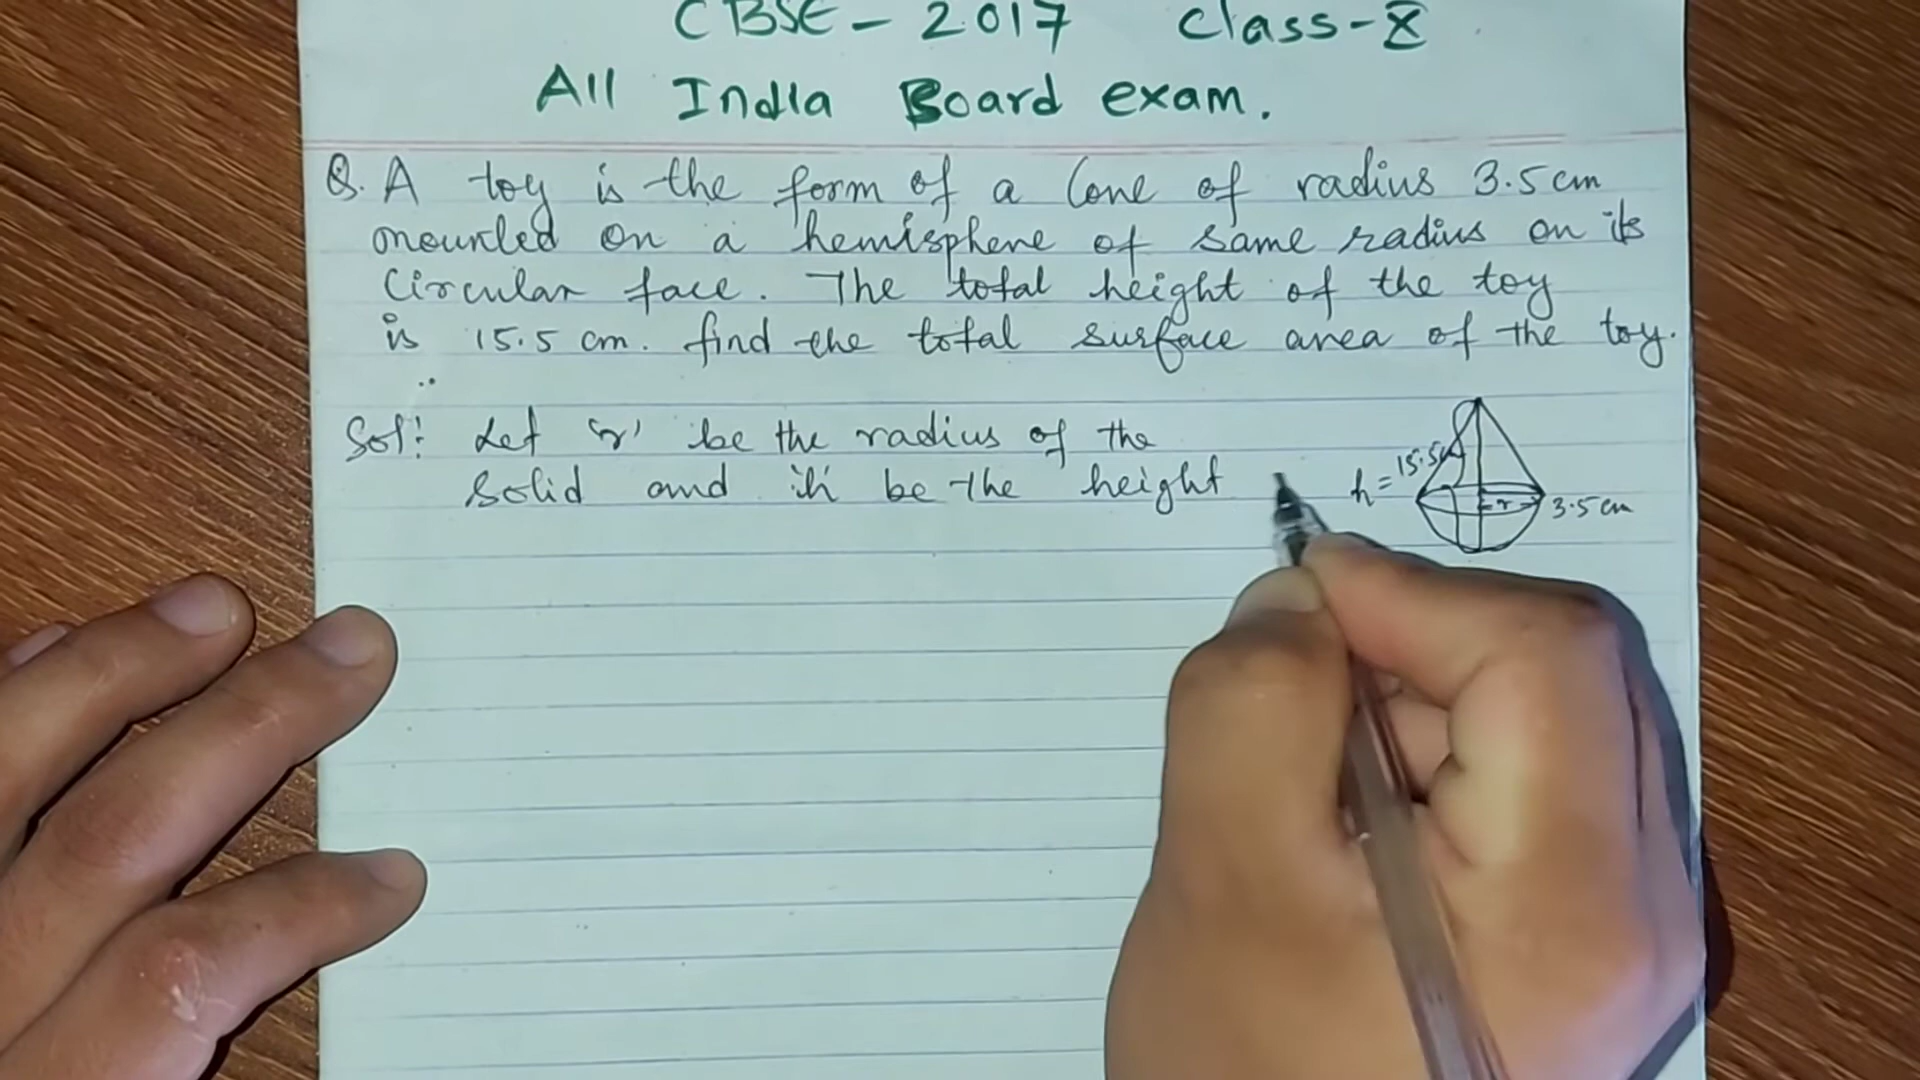 CBSE - 2017 Class-X
All India Board exam.
Q. A toy is the form of a Cone of radius 3.5 cm
mounted on a hemisphere of same radius on its
Circular face. The total height of the toy
is 15.5 cm. find the total surface area of the toy.
Sol: Let 'r' be the radius of the
solid and 'h' be the height
h = 15.5
r
3.5 cm